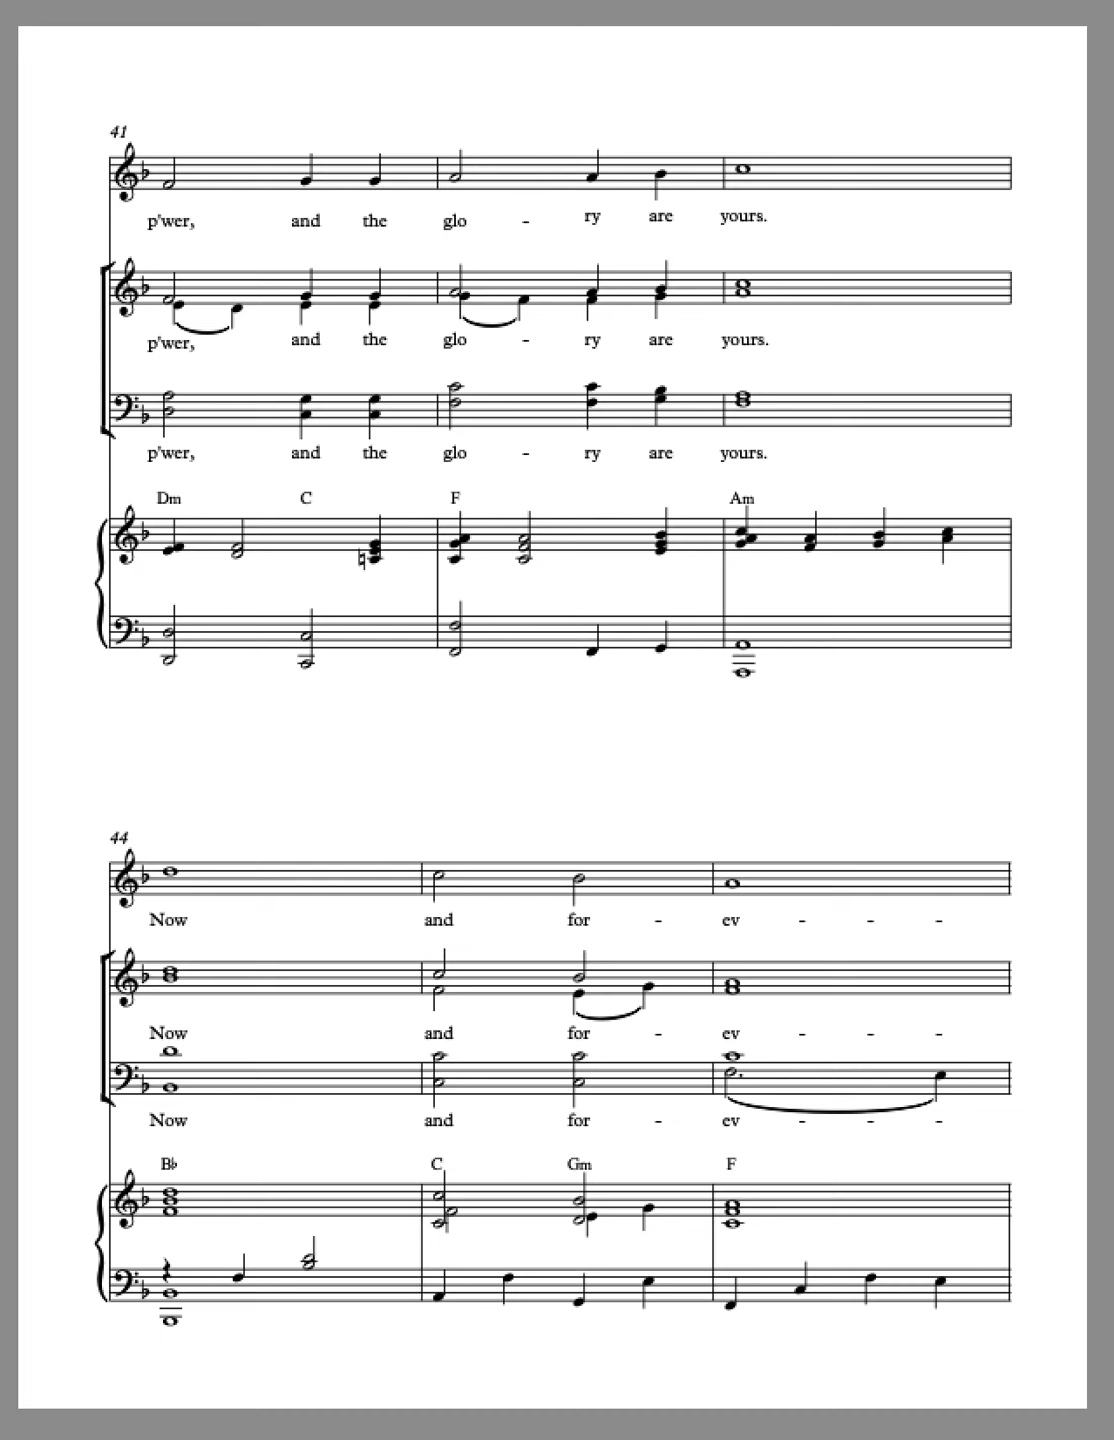 41
p'wer, and the glo - ry are yours.
p'wer, and the glo - ry are yours.
p'wer, and the glo - ry are yours.
Dm C F Am
44
Now and for - ev - - -
Now and for - ev - - -
Now and for - ev - - -
B♭ C Gm F